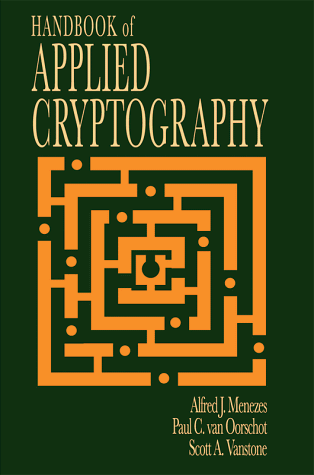 HANDBOOK of
APPLIED
CRYPTOGRAPHY
Alfred J. Menezes
Paul C. van Oorschot
Scott A. Vanstone